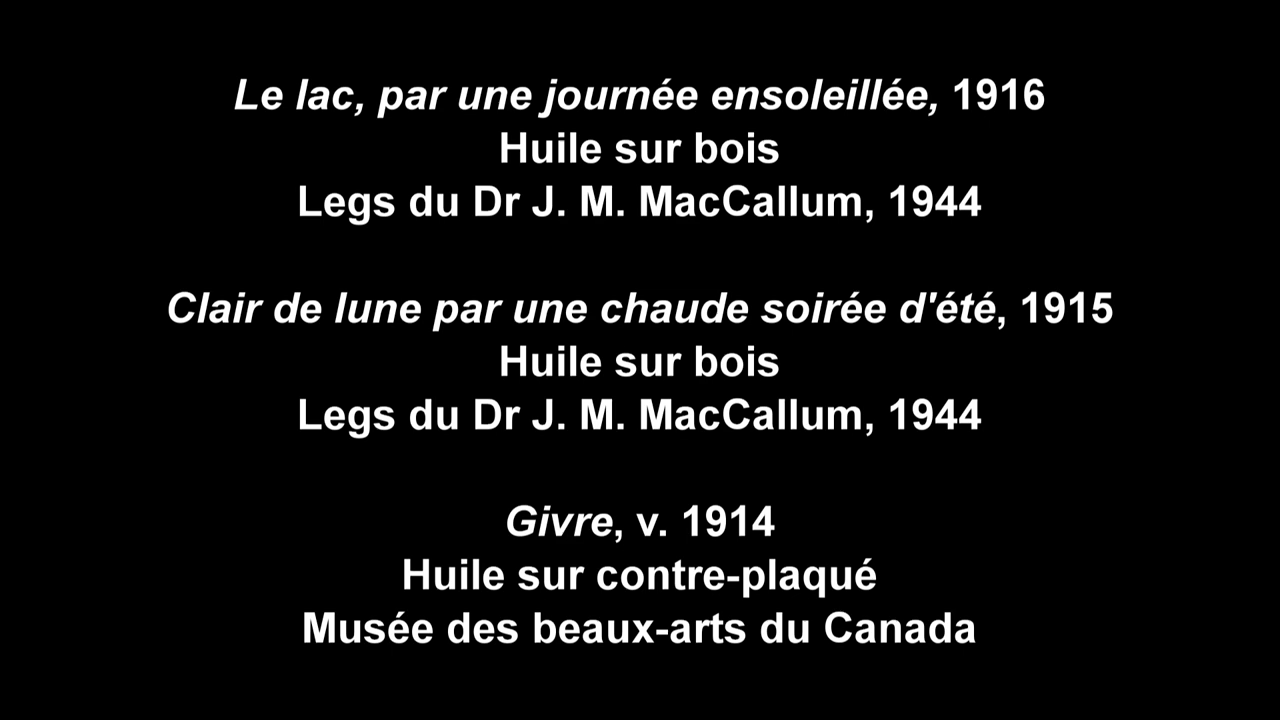 Le lac, par une journée ensoleillée, 1916
Huile sur bois
Legs du Dr J. M. MacCallum, 1944
Clair de lune par une chaude soirée d'été, 1915
Huile sur bois
Legs du Dr J. M. MacCallum, 1944
Givre, v. 1914
Huile sur contre-plaqué
Musée des beaux-arts du Canada